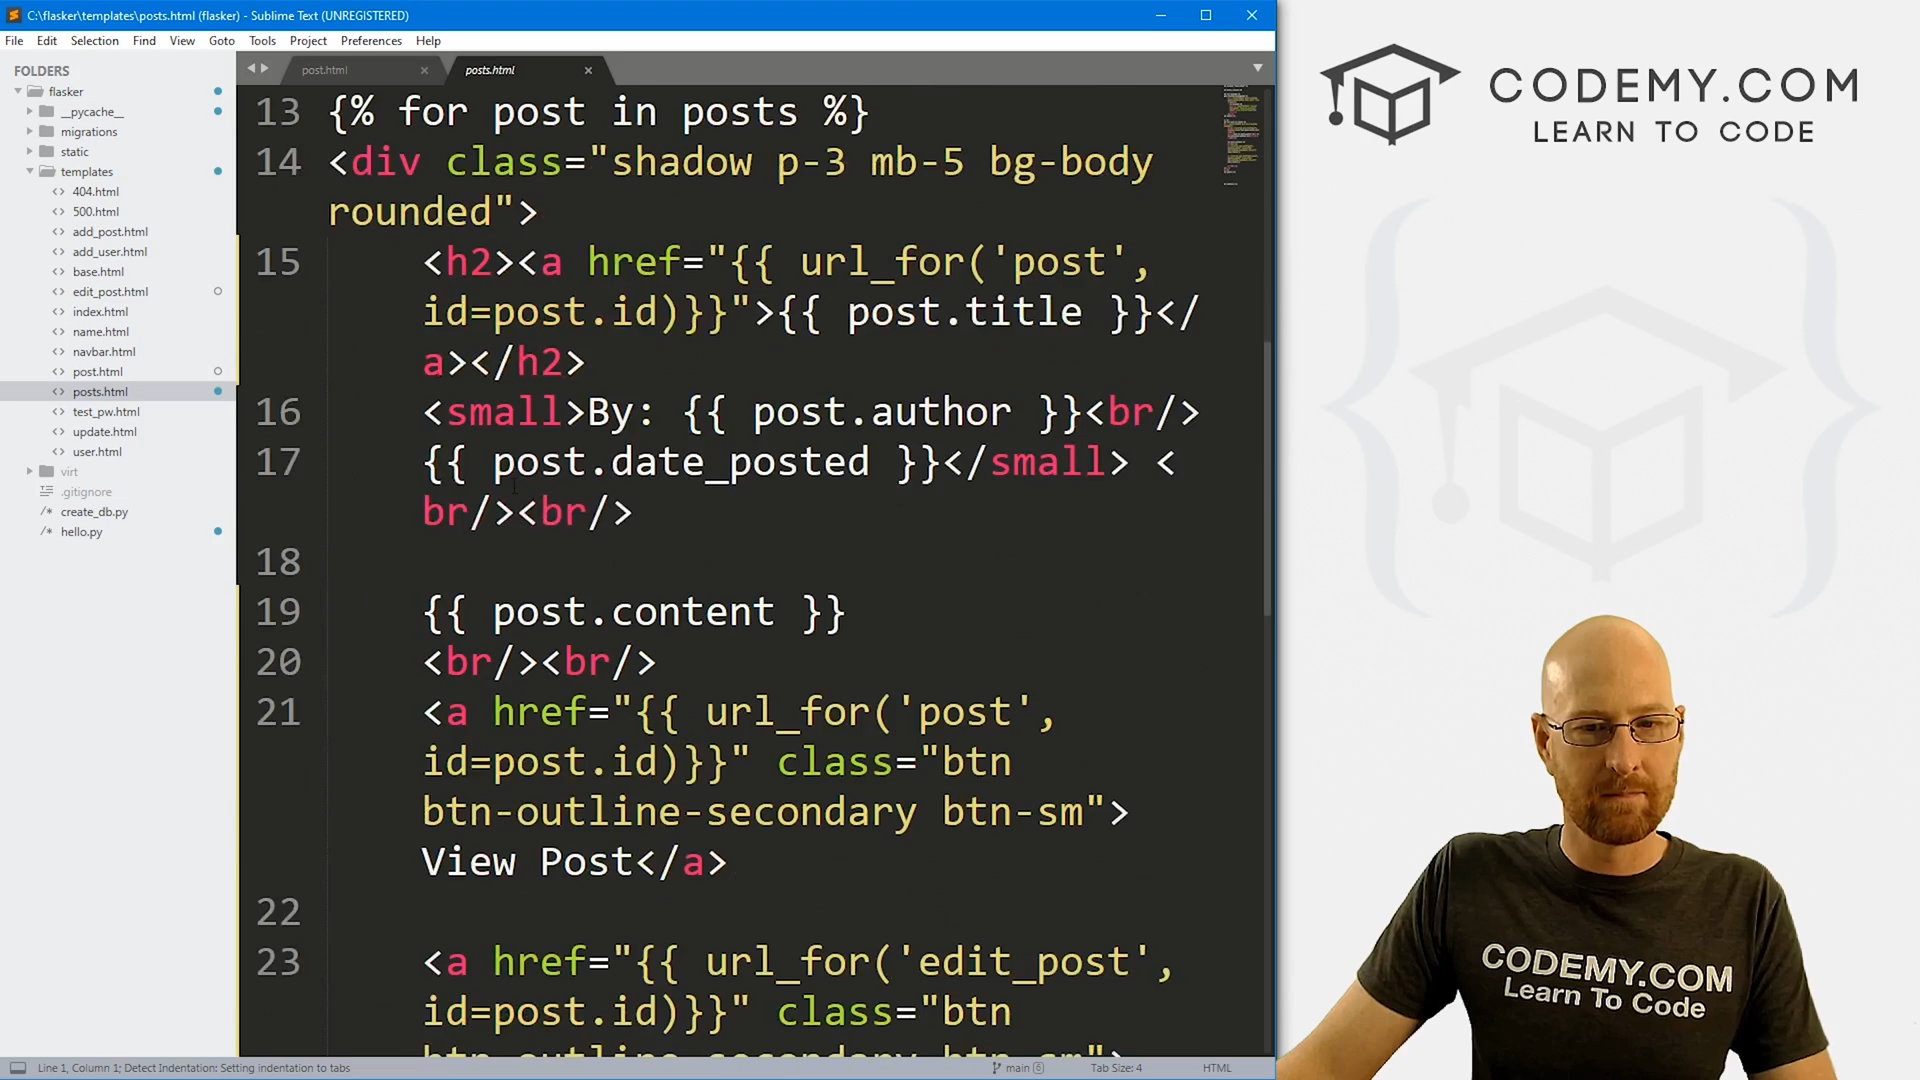 C:\flasker\templates\posts.html (flasker) - Sublime Text (UNREGISTERED)
File Edit Selection Find View Goto Tools Project Preferences Help
FOLDERS
flasker
__pycache__
migrations
static
templates
404.html
500.html
add_post.html
add_user.html
base.html
edit_post.html
index.html
name.html
navbar.html
post.html
posts.html
test_pw.html
update.html
user.html
virt
.gitignore
create_db.py
hello.py
post.html
posts.html
13 {% for post in posts %}
14 <div class="shadow p-3 mb-5 bg-body
rounded">
15 <h2><a href="{{ url_for('post',
id=post.id)}}">{{ post.title }}</
a></h2>
16 <small>By: {{ post.author }}<br/>
17 {{ post.date_posted }}</small> <
br/><br/>
18
19 {{ post.content }}
20 <br/><br/>
21 <a href="{{ url_for('post',
id=post.id)}}" class="btn
btn-outline-secondary btn-sm">
View Post</a>
22
23 <a href="{{ url_for('edit_post',
id=post.id)}}" class="btn
btn-outline-secondary btn-sm">
Line 1, Column 1; Detect Indentation: Setting indentation to tabs
main 6
Tab Size: 4
HTML
CODEMY.COM
LEARN TO CODE
CODEMY.COM
Learn To Code